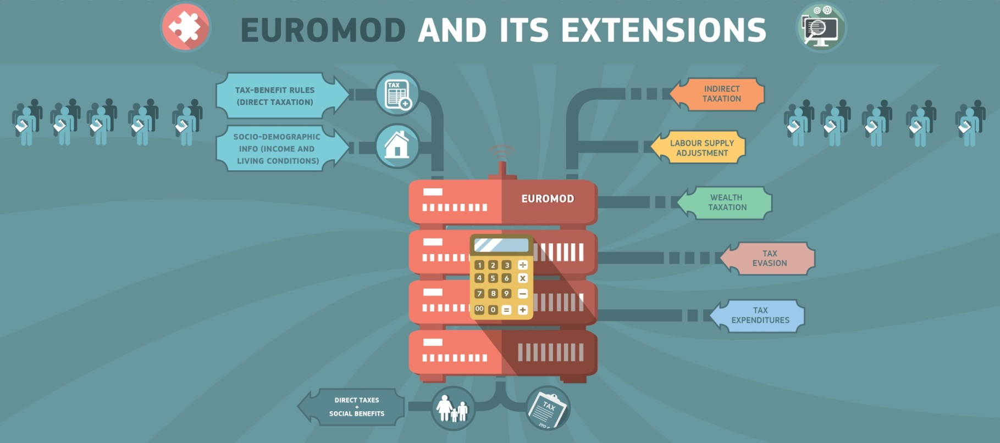 EUROMOD AND ITS EXTENSIONS
TAX-BENEFIT RULES
(DIRECT TAXATION)
TAX
SOCIO-DEMOGRAPHIC
INFO (INCOME AND
LIVING CONDITIONS)
INDIRECT
TAXATION
LABOUR SUPPLY
ADJUSTMENT
EUROMOD
WEALTH
TAXATION
TAX
EVASION
TAX
EXPENDITURES
1 2 3 ÷
4 5 6 X
7 8 9 −
00 0 = +
DIRECT TAXES
+
SOCIAL BENEFITS
TAX
290 €